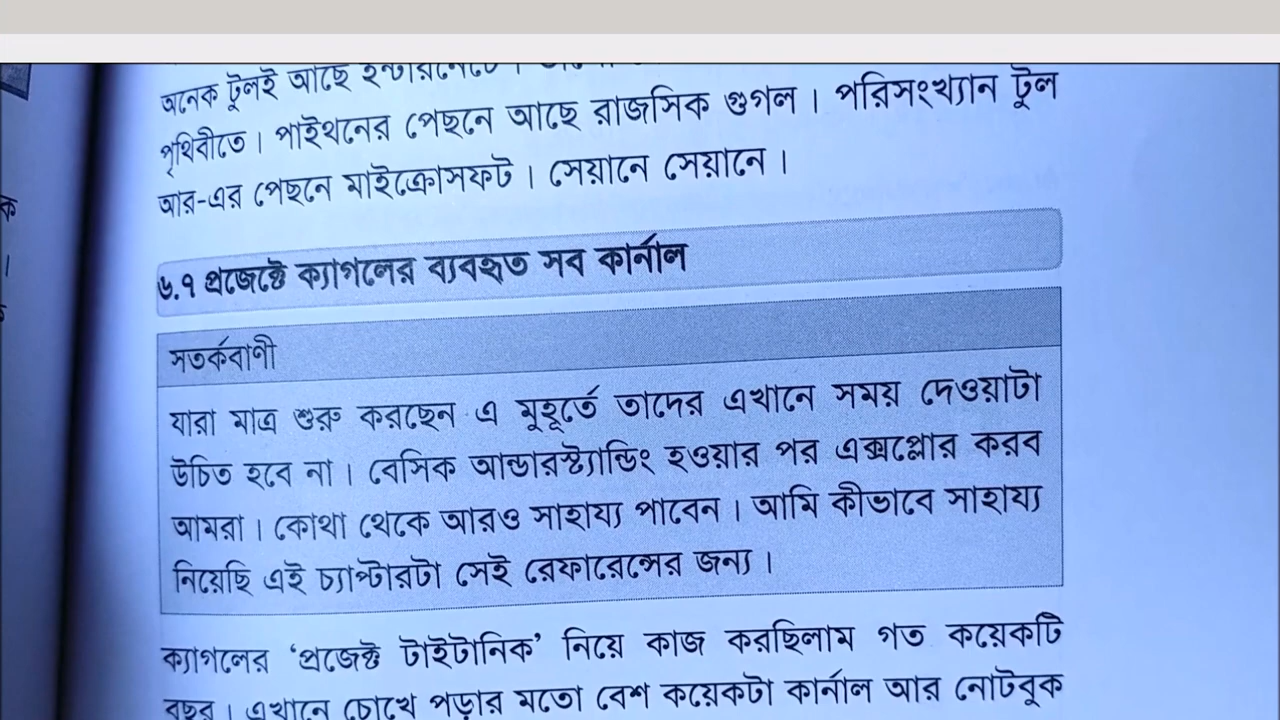 অনেক টুলই আছে ইন্টারনেটে।
পৃথিবীতে। পাইথনের পেছনে আছে রাজসিক গুগল। পরিসংখ্যান টুল
আর-এর পেছনে মাইক্রোসফট। সেয়ানে সেয়ানে।
৬.৭ প্রজেক্টে ক্যাগলের ব্যবহৃত সব কার্নাল
সতর্কবাণী
যারা মাত্র শুরু করছেন এ মুহূর্তে তাদের এখানে সময় দেওয়াটা
উচিত হবে না। বেসিক আন্ডারস্ট্যান্ডিং হওয়ার পর এক্সপ্লোর করব
আমরা। কোথা থেকে আরও সাহায্য পাবেন। আমি কীভাবে সাহায্য
নিয়েছি এই চ্যাপ্টারটা সেই রেফারেন্সের জন্য।
ক্যাগলের ‘প্রজেক্ট টাইটানিক’ নিয়ে কাজ করছিলাম গত কয়েকটি
বছর। এখানে চোখে পড়ার মতো বেশ কয়েকটা কার্নাল আর নোটবুক